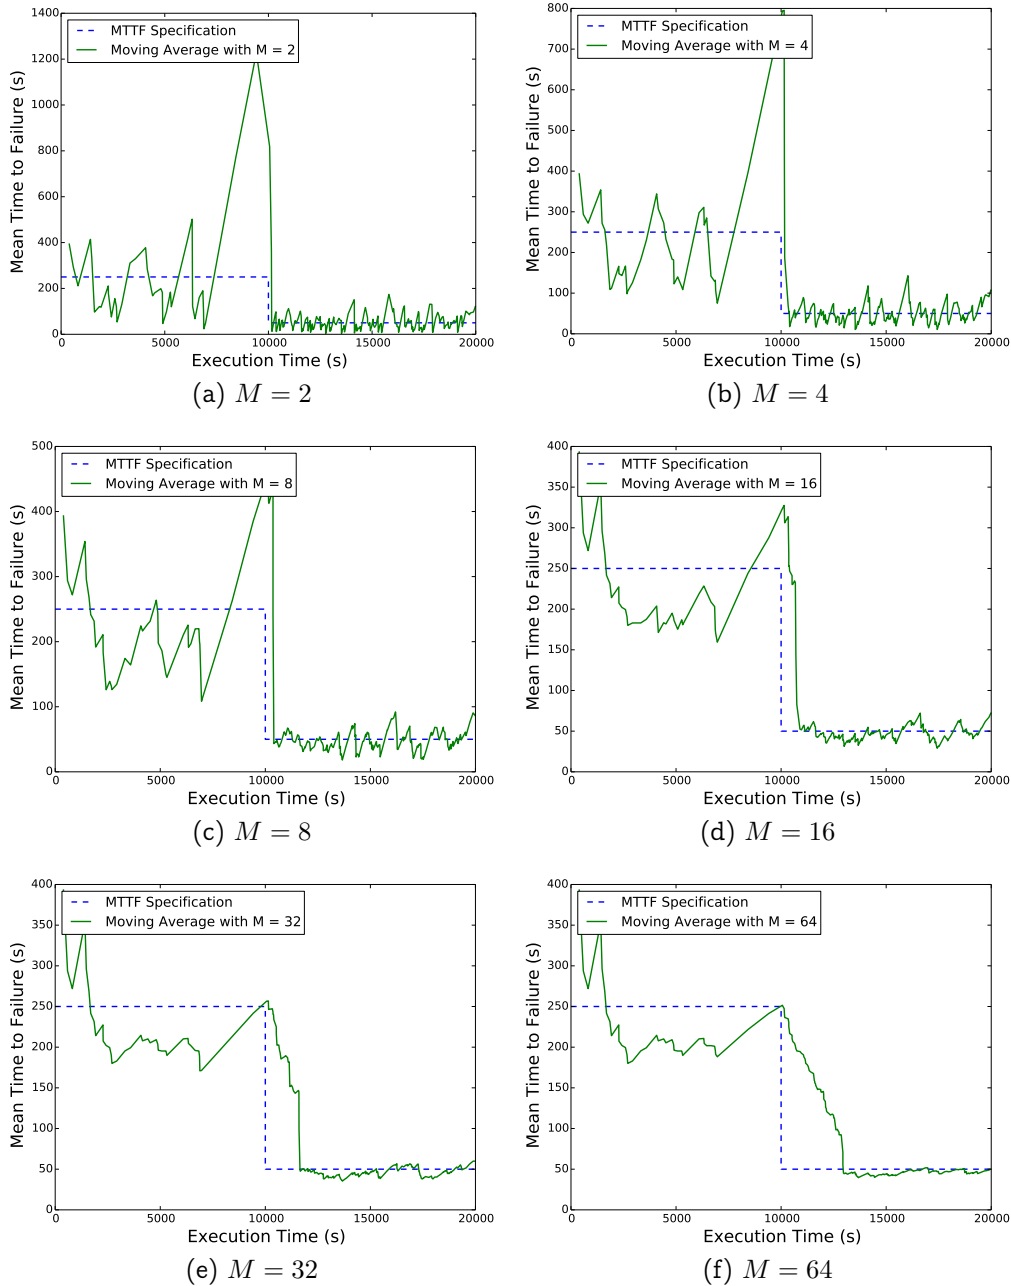 MTTF Specification
Moving Average with M = 2
Mean Time to Failure (s)
1400
1200
1000
800
600
400
200
0
0 5000 10000 15000 20000
Execution Time (s)
(a) M = 2
MTTF Specification
Moving Average with M = 4
Mean Time to Failure (s)
800
700
600
500
400
300
200
100
0
0 5000 10000 15000 20000
Execution Time (s)
(b) M = 4
MTTF Specification
Moving Average with M = 8
Mean Time to Failure (s)
500
400
300
200
100
0
0 5000 10000 15000 20000
Execution Time (s)
(c) M = 8
MTTF Specification
Moving Average with M = 16
Mean Time to Failure (s)
400
350
300
250
200
150
100
50
0
0 5000 10000 15000 20000
Execution Time (s)
(d) M = 16
MTTF Specification
Moving Average with M = 32
Mean Time to Failure (s)
400
350
300
250
200
150
100
50
0
0 5000 10000 15000 20000
Execution Time (s)
(e) M = 32
MTTF Specification
Moving Average with M = 64
Mean Time to Failure (s)
400
350
300
250
200
150
100
50
0
0 5000 10000 15000 20000
Execution Time (s)
(f) M = 64